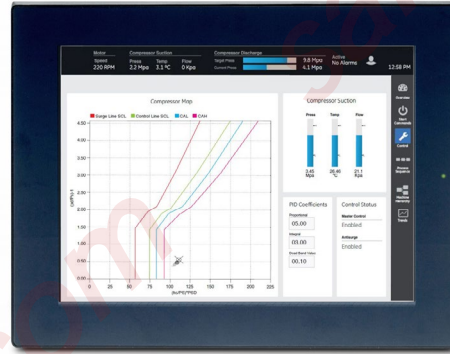 Motor
Speed
220 RPM
Compressor Suction
Press Temp Flow
2.2 Mpa 3.1 °C 0 Kpa
Compressor Discharge
Target Press 9.8 Mpa
Current Press 4.1 Mpa
Active
No Alarms
12:58 PM
Overview
Start
Commands
Control
Process
Sequence
Machine
Hierarchy
Trends
Compressor Map
Surge Line SCL Control Line SCL CAL CAN
4.50
4.00
3.50
3.00
2.50
2.00
1.50
1.00
0.50
0.00
0 25 50 75 100 125 150 175 200 225
Compressor Suction
Press Temp Flow
3.45 26.46 21.1
Mpa °C Kpa
PID Coefficients
Proportional
05.00
Integral
03.00
Dead Band Value
00.10
Control Status
Master Control
Enabled
Antisurge
Enabled
com